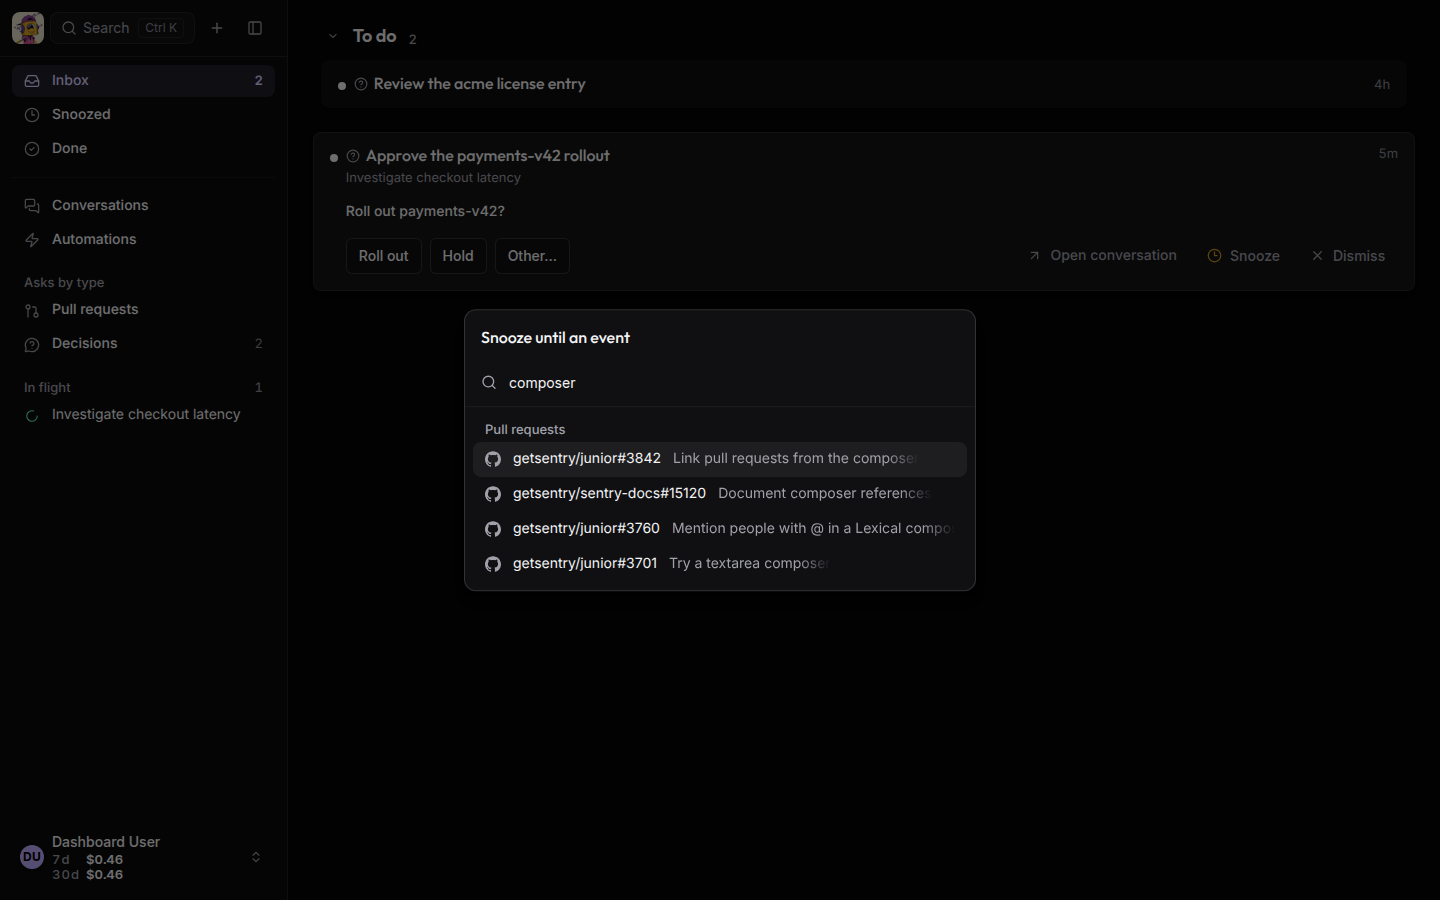 Search Ctrl K
Inbox 2
Snoozed
Done
Conversations
Automations
Asks by type
Pull requests
Decisions 2
In flight 1
Investigate checkout latency
DU Dashboard User
7d $0.46
30d $0.46
To do 2
Review the acme license entry 4h
Approve the payments-v42 rollout 5m
Investigate checkout latency
Roll out payments-v42?
Roll out Hold Other... Open conversation Snooze Dismiss
Snooze until an event
composer
Pull requests
getsentry/junior#3842 Link pull requests from the composer
getsentry/sentry-docs#15120 Document composer references
getsentry/junior#3760 Mention people with @ in a Lexical compos
getsentry/junior#3701 Try a textarea composer